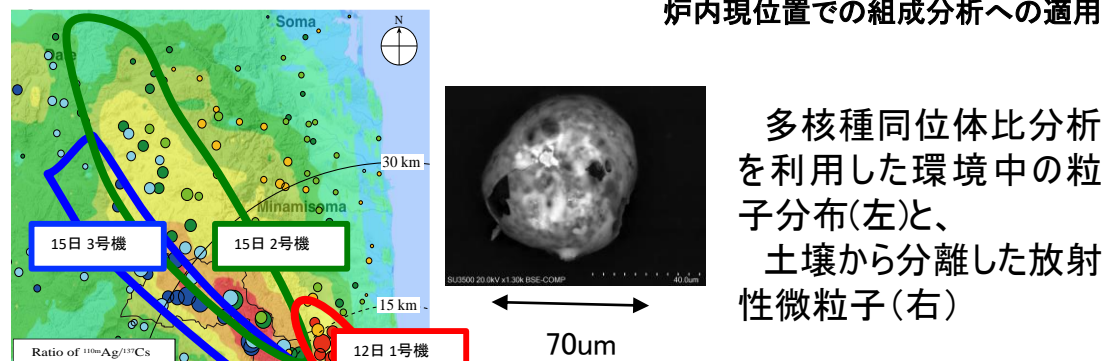 炉内現位置での組成分析への適用
Soma
N
Date
30 km
Minamisoma
15日 3号機
15日 2号機
15 km
12日 1号機
Ratio of ¹¹⁰ᵐAg/¹³⁷Cs
SU3500 20.0kV x1.30k BSE-COMP
40.0um
70um
多核種同位体比分析
を利用した環境中の粒
子分布(左)と、
土壌から分離した放射
性微粒子（右）